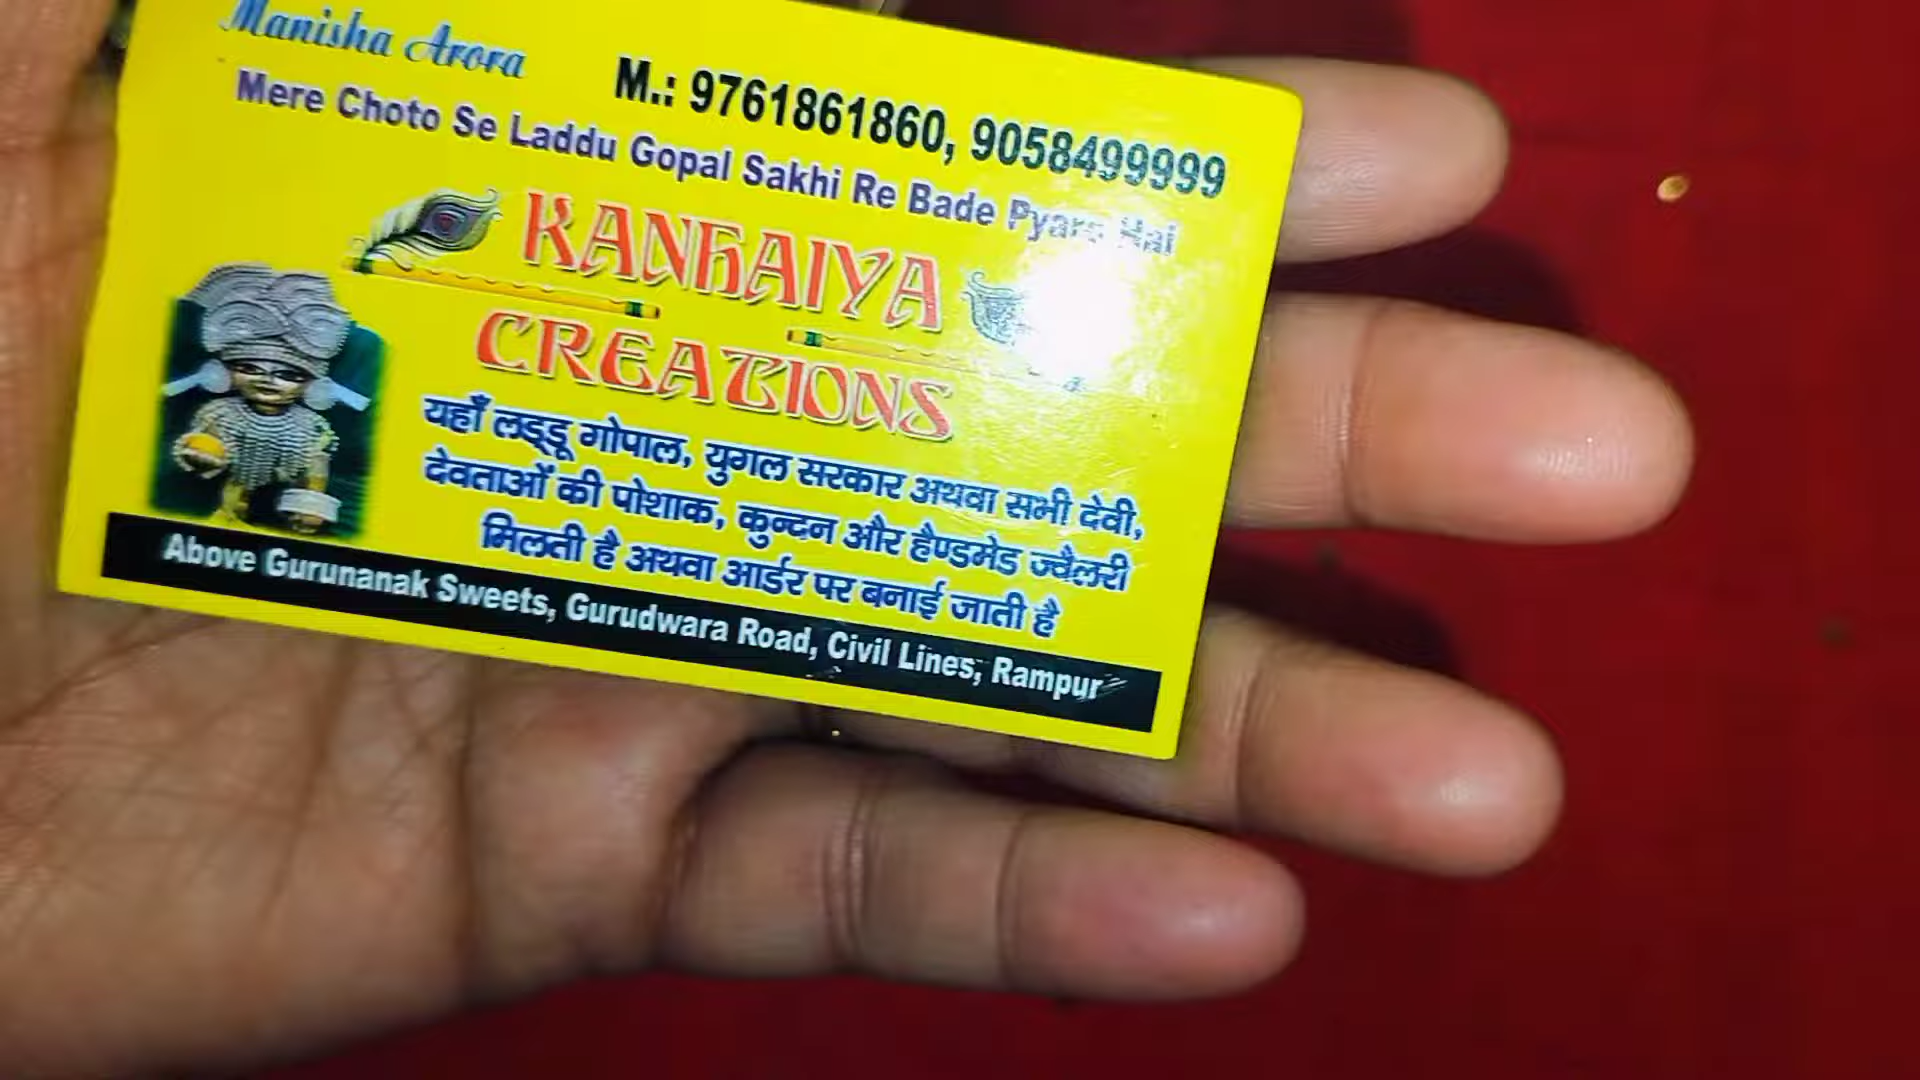 Manisha Arora
M.: 9761861860, 9058499999
Mere Choto Se Laddu Gopal Sakhi Re Bade Pyare Hai
KANHAIYA
CREATIONS
यहाँ लड्डू गोपाल, युगल सरकार अथवा सभी देवी,
देवताओं की पोशाक, कुन्दन और हैण्डमेड ज्वैलरी
मिलती है अथवा आर्डर पर बनाई जाती है
Above Gurunanak Sweets, Gurudwara Road, Civil Lines, Rampur